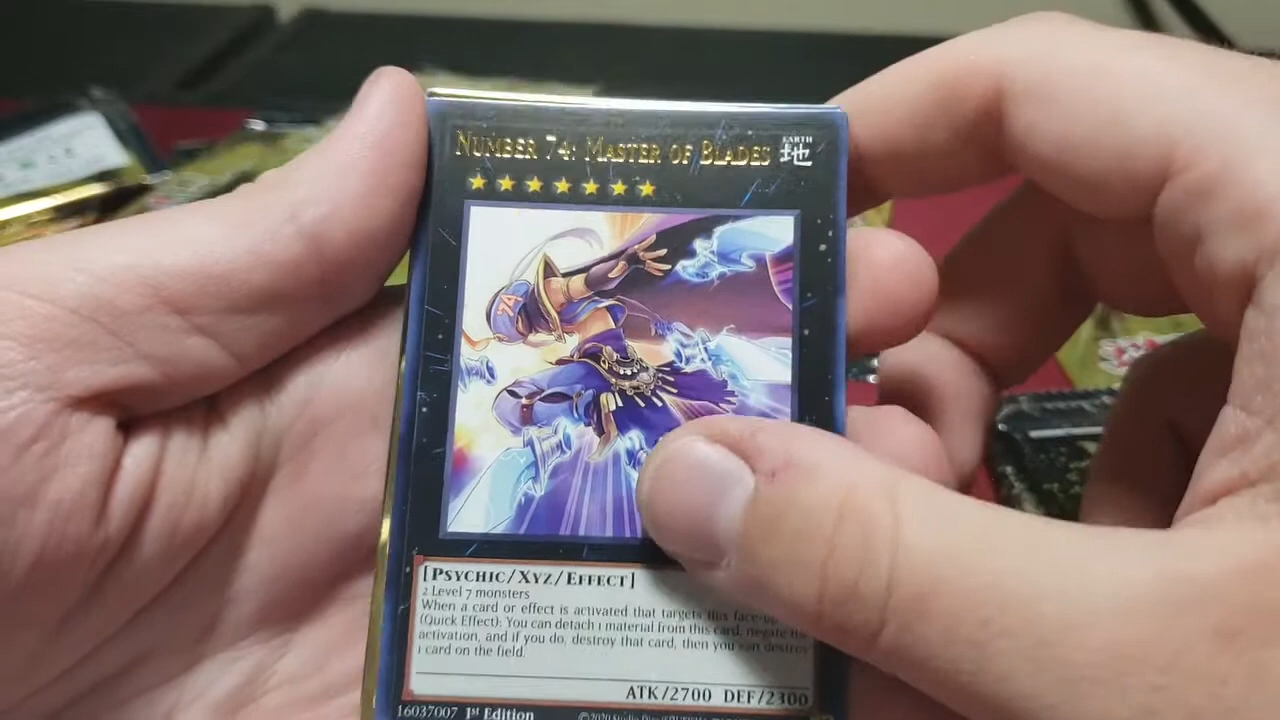 NUMBER 74: MASTER OF BLADES
EARTH
地
74
[PSYCHIC/XYZ/EFFECT]
2 Level 7 monsters
When a card or effect is activated that targets this face-up
(Quick Effect): You can detach 1 material from this card, negate its
activation, and if you do, destroy that card, then you can destroy
1 card on the field.
ATK/2700 DEF/2300
16037007 1st Edition
©2020 Studio Dice/